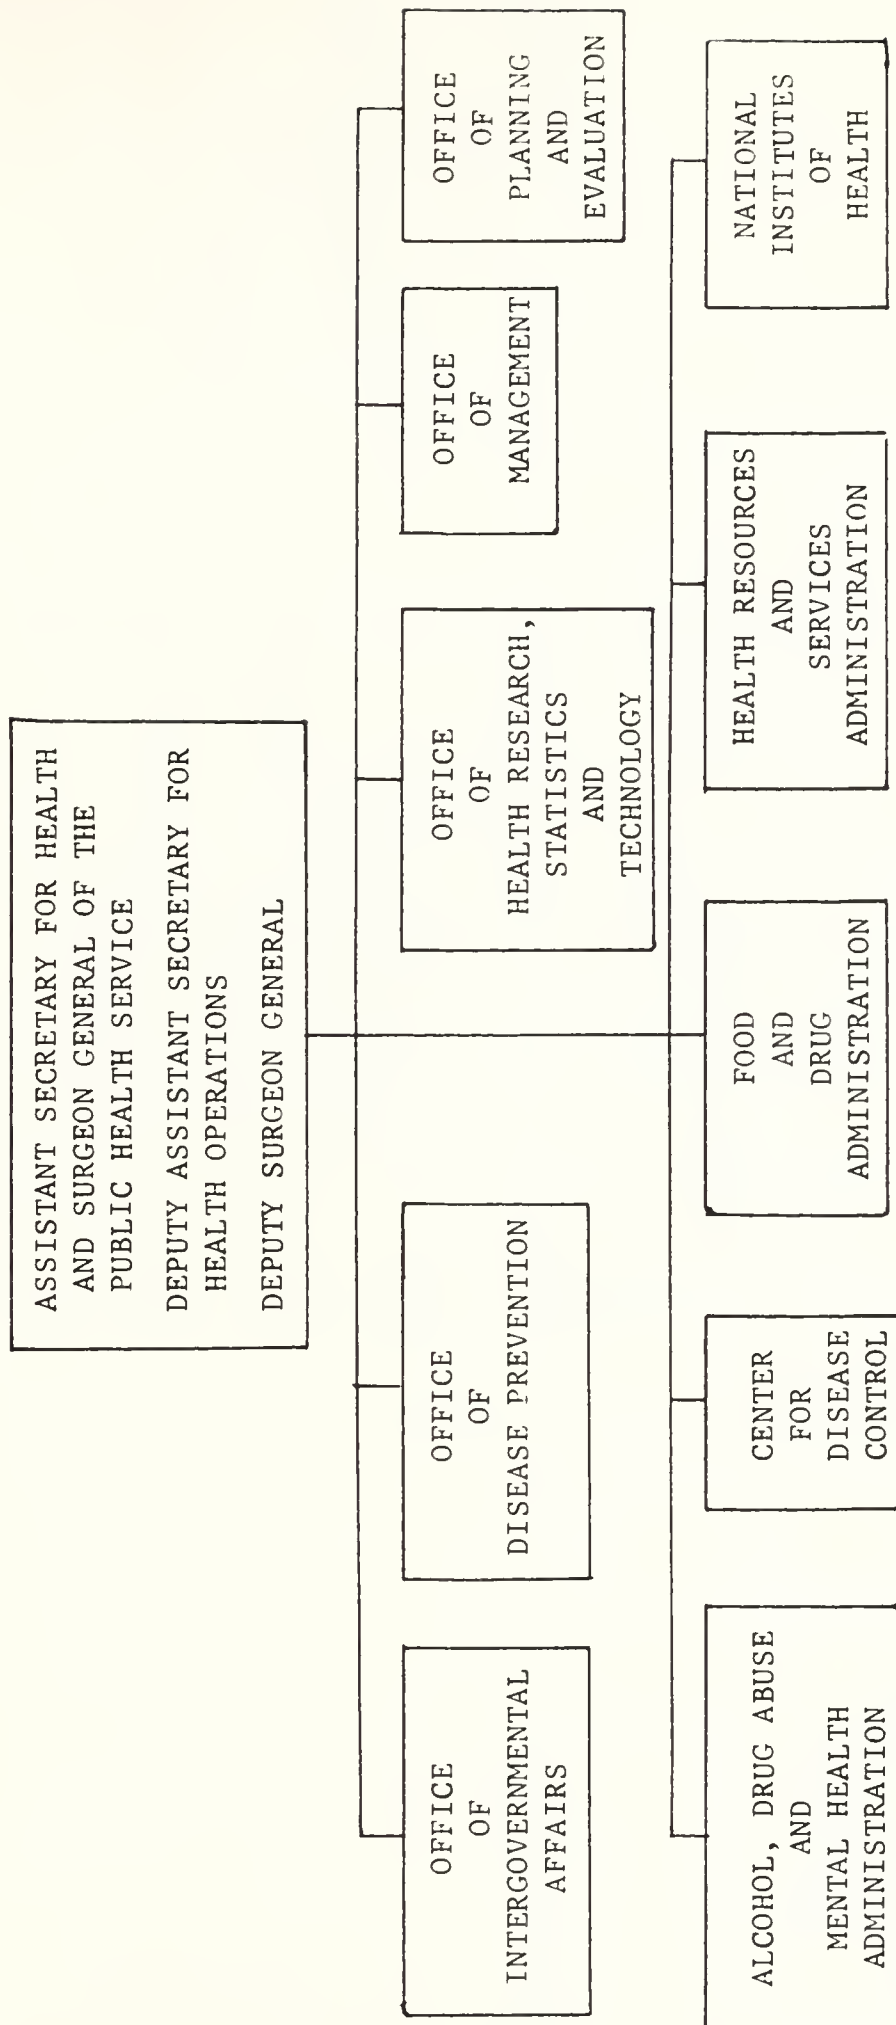 ASSISTANT SECRETARY FOR HEALTH
AND SURGEON GENERAL OF THE
PUBLIC HEALTH SERVICE
DEPUTY ASSISTANT SECRETARY FOR
HEALTH OPERATIONS
DEPUTY SURGEON GENERAL
OFFICE
OF
INTERGOVERNMENTAL
AFFAIRS
OFFICE
OF
DISEASE PREVENTION
OFFICE
OF
HEALTH RESEARCH,
STATISTICS
AND
TECHNOLOGY
OFFICE
OF
MANAGEMENT
OFFICE
OF
PLANNING
AND
EVALUATION
ALCOHOL, DRUG ABUSE
AND
MENTAL HEALTH
ADMINISTRATION
CENTER
FOR
DISEASE
CONTROL
FOOD
AND
DRUG
ADMINISTRATION
HEALTH RESOURCES
AND
SERVICES
ADMINISTRATION
NATIONAL
INSTITUTES
OF
HEALTH